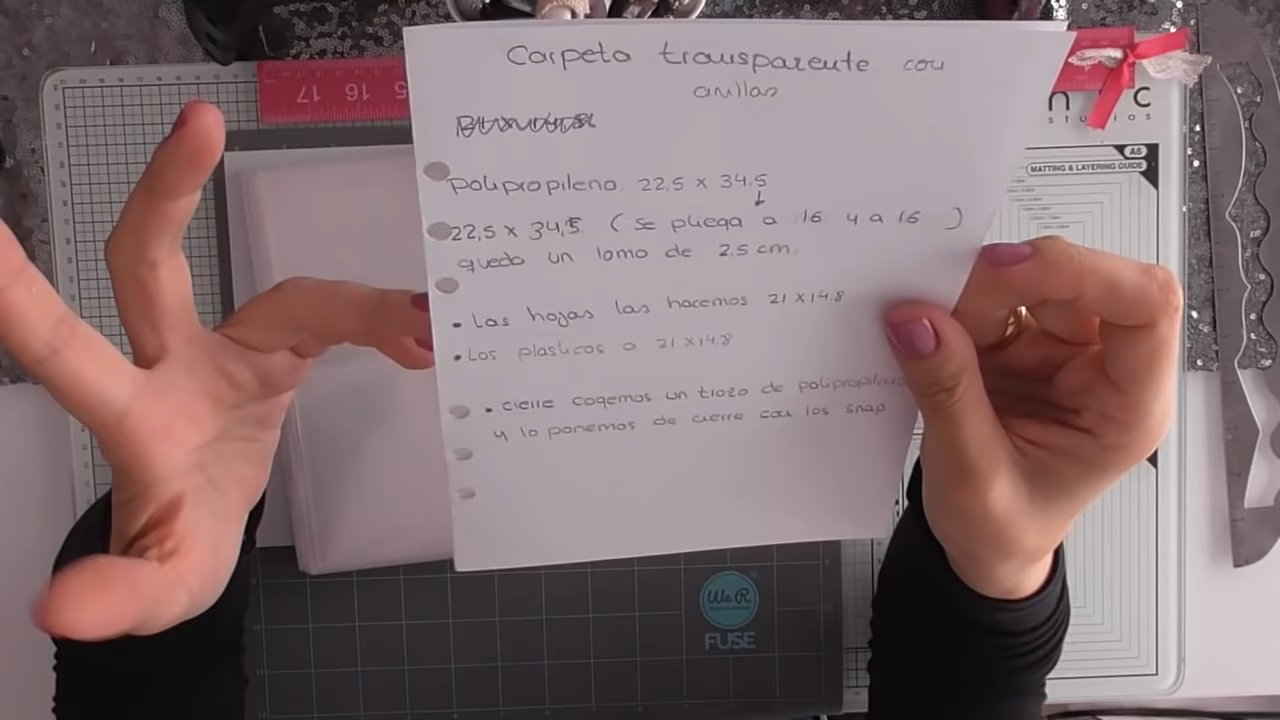 Carpeta transparente con
anillas
Polipropileno 22,5 x 34,5
22,5 x 34,5 ( se pliega a 16 y a 16 )
queda un lomo de 2.5 cm.
• Las hojas las hacemos 21 x 14.8
• Los plasticos a 21 x 14.8
• cierre cogemos un trozo de polipropileno
y lo ponemos de cierre con los snap
17 16
studios
A6
MATTING & LAYERING GUIDE
We R
FUSE